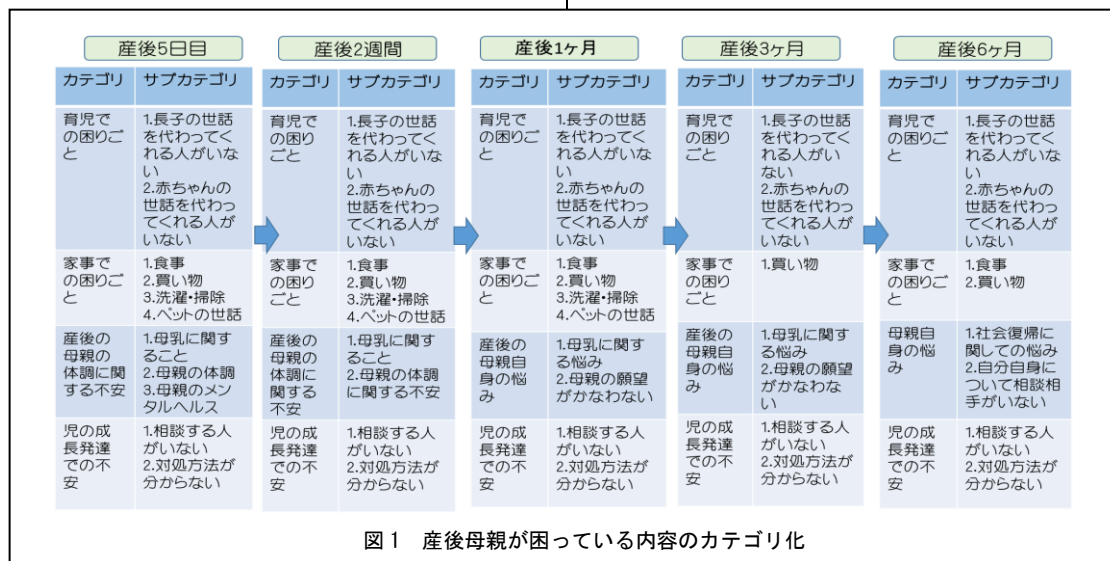 産後5日目
カテゴリ サブカテゴリ
育児で
の困りご
と
1.長子の世話
を代わってく
れる人がいな
い
2.赤ちゃんの
世話を代わっ
てくれる人が
いない
家事で
の困りご
と
1.食事
2.買い物
3.洗濯・掃除
4.ペットの世話
産後の
母親の
体調に関
する不安
1.母乳に関す
ること
2.母親の体調
3.母親のメン
タルヘルス
児の成
長発達
での不
安
1.相談する人
がいない
2.対処方法が
分からない
産後2週間
カテゴリ サブカテゴリ
育児で
の困り
ごと
1.長子の世話
を代わってく
れる人がいな
い
2.赤ちゃんの
世話を代わっ
てくれる人が
いない
家事で
の困り
ごと
1.食事
2.買い物
3.洗濯・掃除
4.ペットの世話
産後の
母親の
体調に
関する
不安
1.母乳に関す
ること
2.母親の体調
に関する不安
児の成
長発達
での不
安
1.相談する人
がいない
2.対処方法が
分からない
産後1ヶ月
カテゴリ サブカテゴリ
育児で
の困りご
と
1.長子の世話
を代わってく
れる人がいな
い
2.赤ちゃんの
世話を代わっ
てくれる人が
いない
家事で
の困りご
と
1.食事
2.買い物
3.洗濯・掃除
4.ペットの世話
産後の
母親自
身の悩
み
1.母乳に関す
る悩み
2.母親の願望
がかなわない
児の成
長発達
での不
安
1.相談する人
がいない
2.対処方法が
分からない
産後3ヶ月
カテゴリ サブカテゴリ
育児で
の困り
ごと
1.長子の世話
を代わってく
れる人がい
ない
2.赤ちゃんの
世話を代わっ
てくれる人が
いない
家事で
の困り
ごと
1.買い物
産後の
母親自
身の悩
み
1.母乳に関す
る悩み
2.母親の願望
がかなわな
い
児の成
長発達
での不
安
1.相談する人
がいない
2.対処方法が
分からない
産後6ヶ月
カテゴリ サブカテゴリ
育児で
の困り
ごと
1.長子の世話
を代わってく
れる人がいな
い
2.赤ちゃんの
世話を代わっ
てくれる人が
いない
家事で
の困りご
と
1.食事
2.買い物
母親自
身の悩
み
1.社会復帰に
関しての悩み
2.自分自身に
ついて相談相
手がいない
児の成
長発達
での不
安
1.相談する人
がいない
2.対処方法が
分からない
図1 産後母親が困っている内容のカテゴリ化